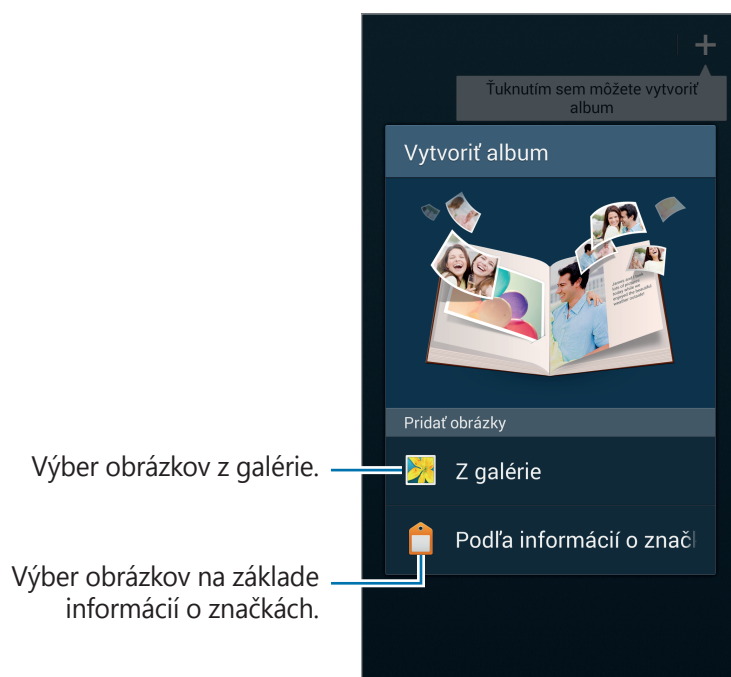 +
Ťuknutím sem môžete vytvoriť
album
Vytvoriť album
Pridať obrázky
Výber obrázkov z galérie.
Z galérie
Podľa informácií o znač
Výber obrázkov na základe
informácií o značkách.